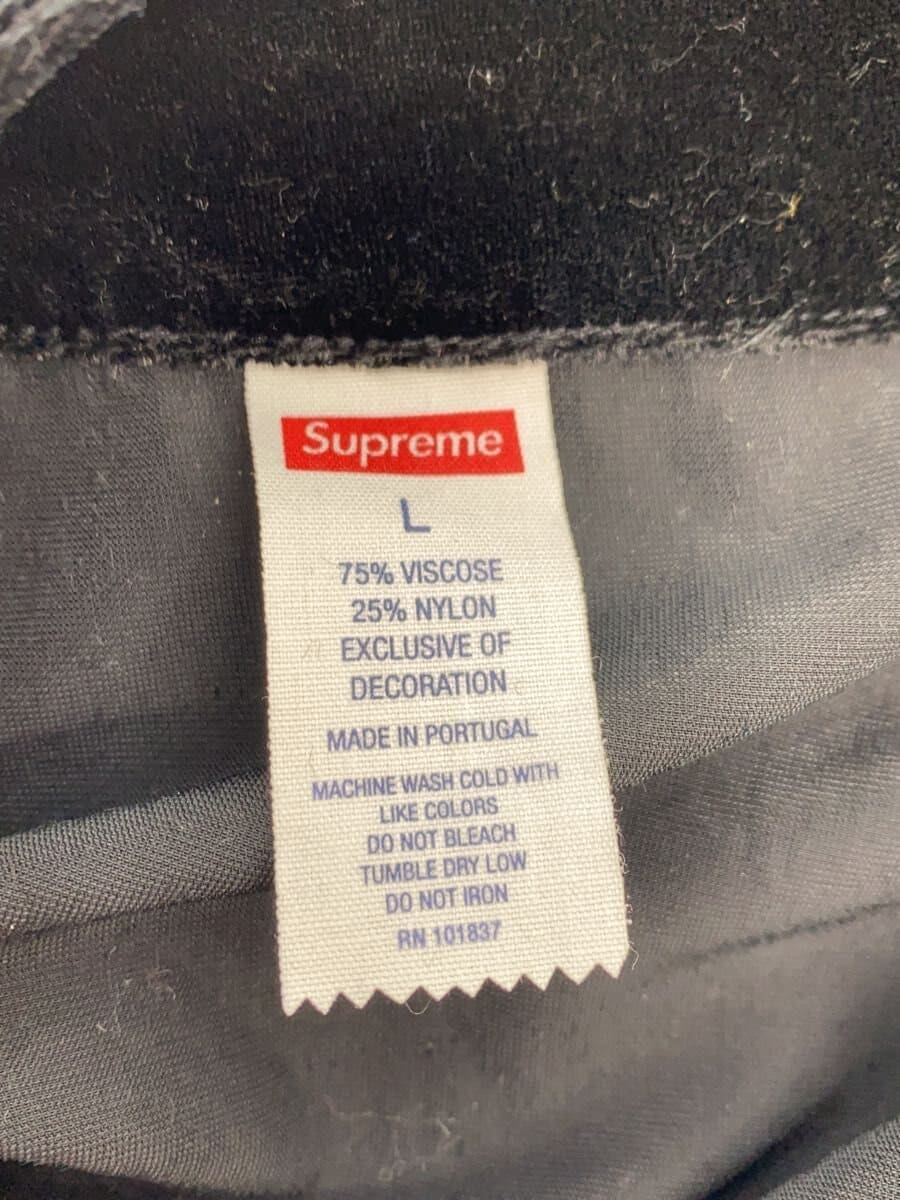 Supreme
L
75% VISCOSE
25% NYLON
EXCLUSIVE OF
DECORATION
MADE IN PORTUGAL
MACHINE WASH COLD WITH
LIKE COLORS
DO NOT BLEACH
TUMBLE DRY LOW
DO NOT IRON
RN 101837